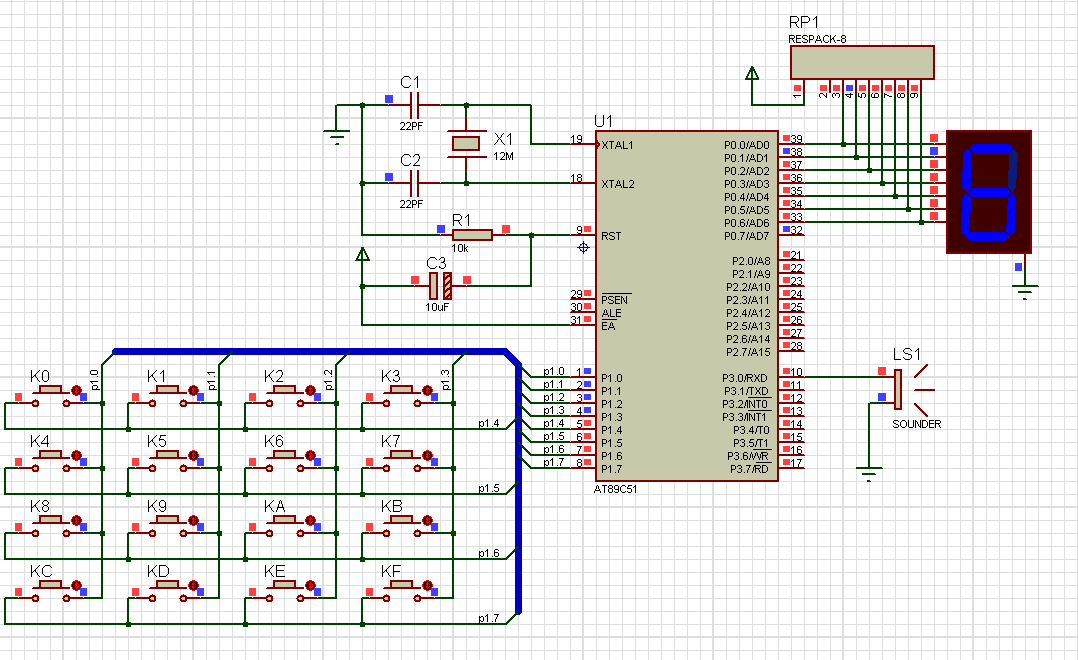 RP1
RESPACK-8
1 2 3 4 5 6 7 8 9
C1
22PF
X1
12M
C2
22PF
R1
10k
C3
10uF
U1
19 XTAL1
18 XTAL2
9 RST
29 PSEN
30 ALE
31 EA
P0.0/AD0 39
P0.1/AD1 38
P0.2/AD2 37
P0.3/AD3 36
P0.4/AD4 35
P0.5/AD5 34
P0.6/AD6 33
P0.7/AD7 32
P2.0/A8 21
P2.1/A9 22
P2.2/A10 23
P2.3/A11 24
P2.4/A12 25
P2.5/A13 26
P2.6/A14 27
P2.7/A15 28
p1.0 1 P1.0
p1.1 2 P1.1
p1.2 3 P1.2
p1.3 4 P1.3
p1.4 5 P1.4
p1.5 6 P1.5
p1.6 7 P1.6
p1.7 8 P1.7
P3.0/RXD 10
P3.1/TXD 11
P3.2/INT0 12
P3.3/INT1 13
P3.4/T0 14
P3.5/T1 15
P3.6/WR 16
P3.7/RD 17
AT89C51
LS1
SOUNDER
p1.0 p1.1 p1.2 p1.3
K0 K1 K2 K3
p1.4
K4 K5 K6 K7
p1.5
K8 K9 KA KB
p1.6
KC KD KE KF
p1.7